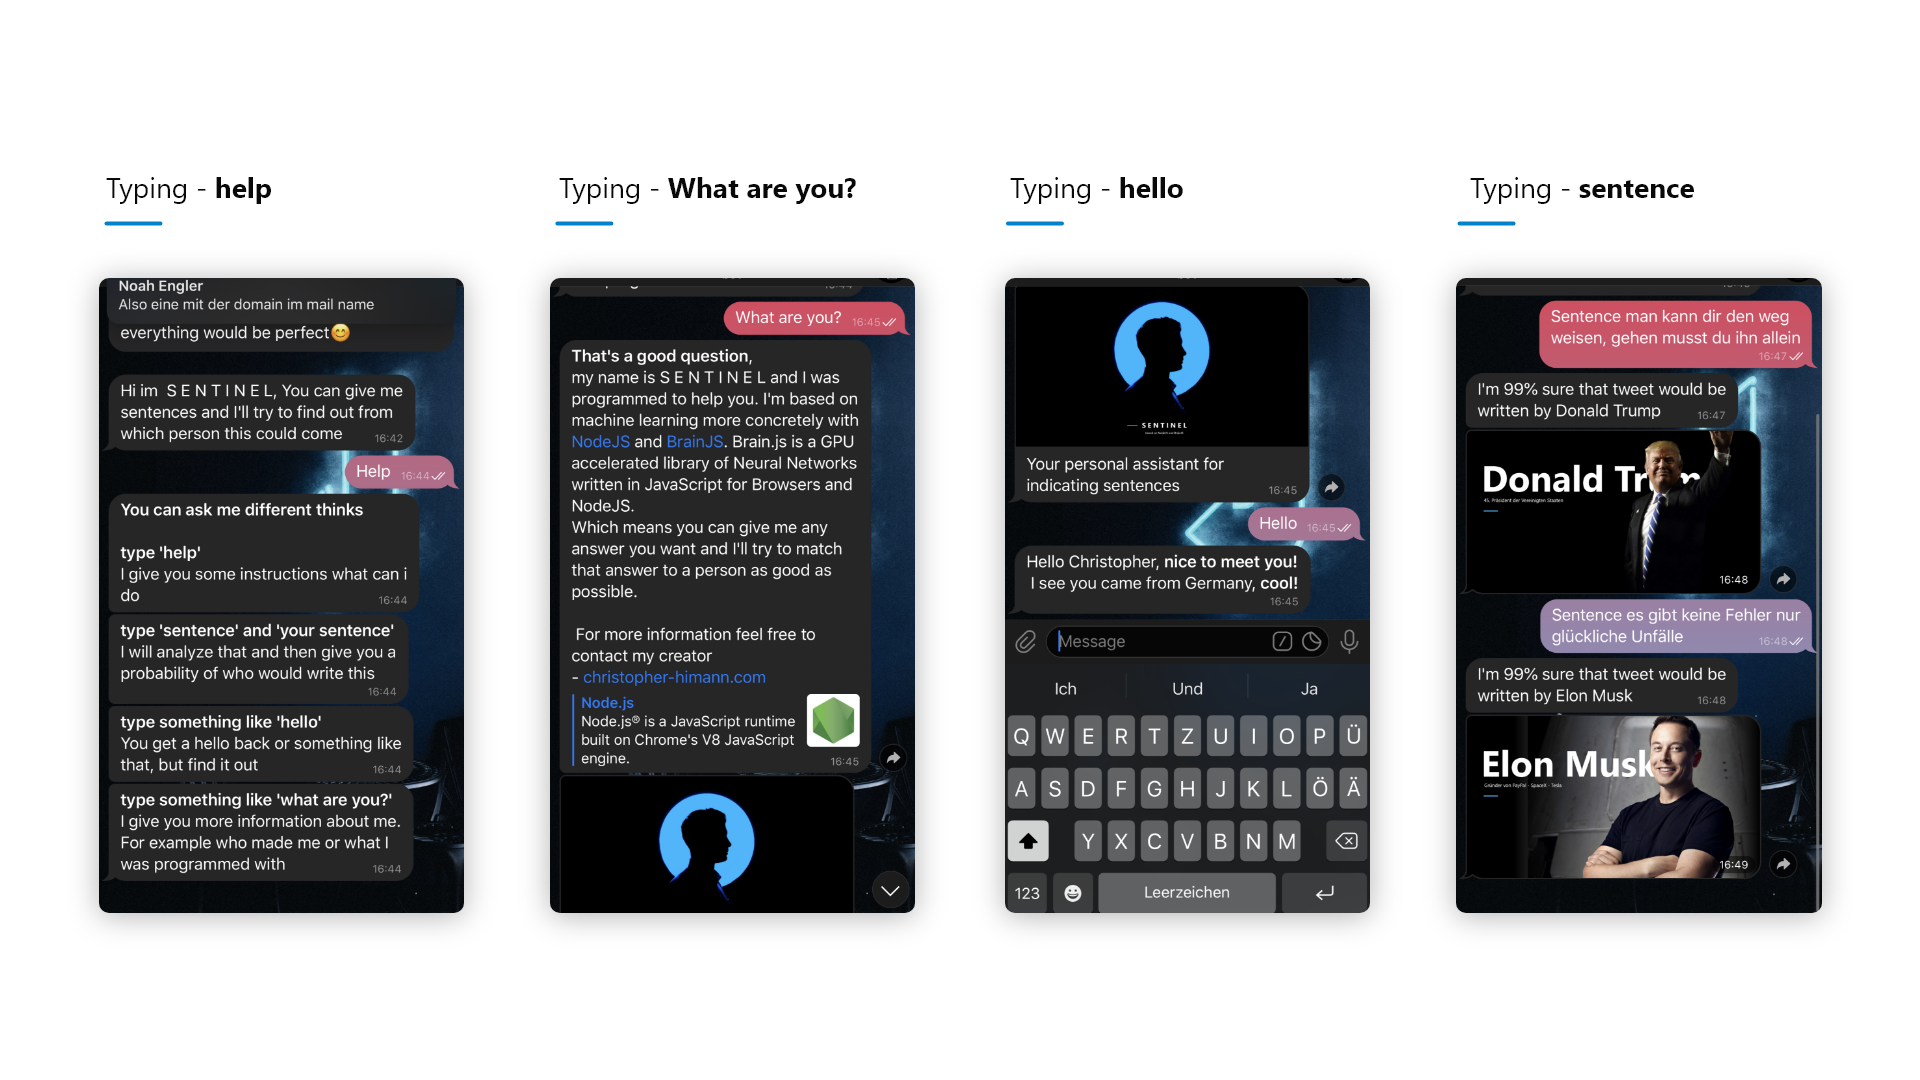 Typing - help
Noah Engler
Also eine mit der domain im mail name
everything would be perfect😊
Hi im S E N T I N E L, You can give me
sentences and I'll try to find out from
which person this could come 16:42
Help 16:44
You can ask me different thinks
type 'help'
I give you some instructions what can i
do 16:44
type 'sentence' and 'your sentence'
I will analyze that and then give you a
probability of who would write this
16:44
type something like 'hello'
You get a hello back or something like
that, but find it out 16:44
type something like 'what are you?'
I give you more information about me.
For example who made me or what I
was programmed with 16:44
Typing - What are you?
What are you? 16:45
That's a good question,
my name is S E N T I N E L and I was
programmed to help you. I'm based on
machine learning more concretely with
NodeJS and BrainJS. Brain.js is a GPU
accelerated library of Neural Networks
written in JavaScript for Browsers and
NodeJS.
Which means you can give me any
answer you want and I'll try to match
that answer to a person as good as
possible.
For more information feel free to
contact my creator
- christopher-himann.com
Node.js
Node.js® is a JavaScript runtime
built on Chrome's V8 JavaScript
engine. 16:45
Typing - hello
SENTINEL
Your personal assistant for
indicating sentences 16:45
Hello 16:45
Hello Christopher, nice to meet you!
I see you came from Germany, cool!
16:45
Message
Ich Und Ja
Q W E R T Z U I O P Ü
A S D F G H J K L Ö Ä
Y X C V B N M
123 Leerzeichen
Typing - sentence
Sentence man kann dir den weg
weisen, gehen musst du ihn allein
16:47
I'm 99% sure that tweet would be
written by Donald Trump 16:47
Donald Trump
45. Präsident der Vereinigten Staaten
16:48
Sentence es gibt keine Fehler nur
glückliche Unfälle 16:48
I'm 99% sure that tweet would be
written by Elon Musk 16:48
Elon Musk
Gründer von PayPal - SpaceX - Tesla
16:49